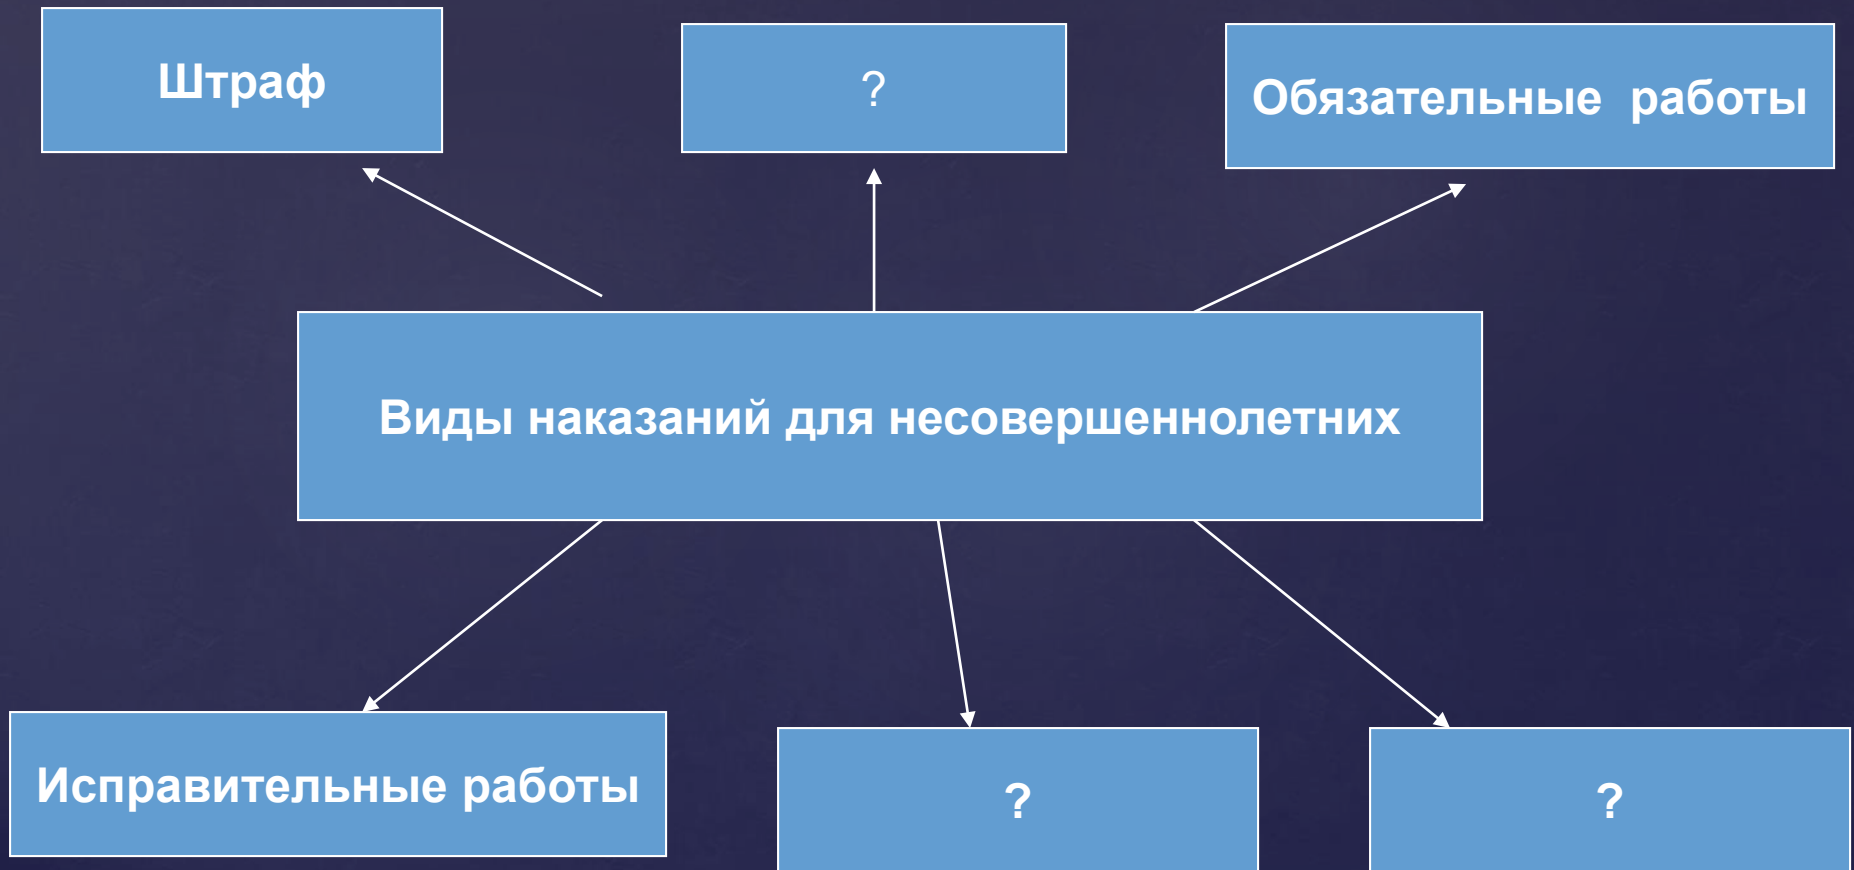 Штраф
?
Обязательные работы
Виды наказаний для несовершеннолетних
Исправительные работы
?
?